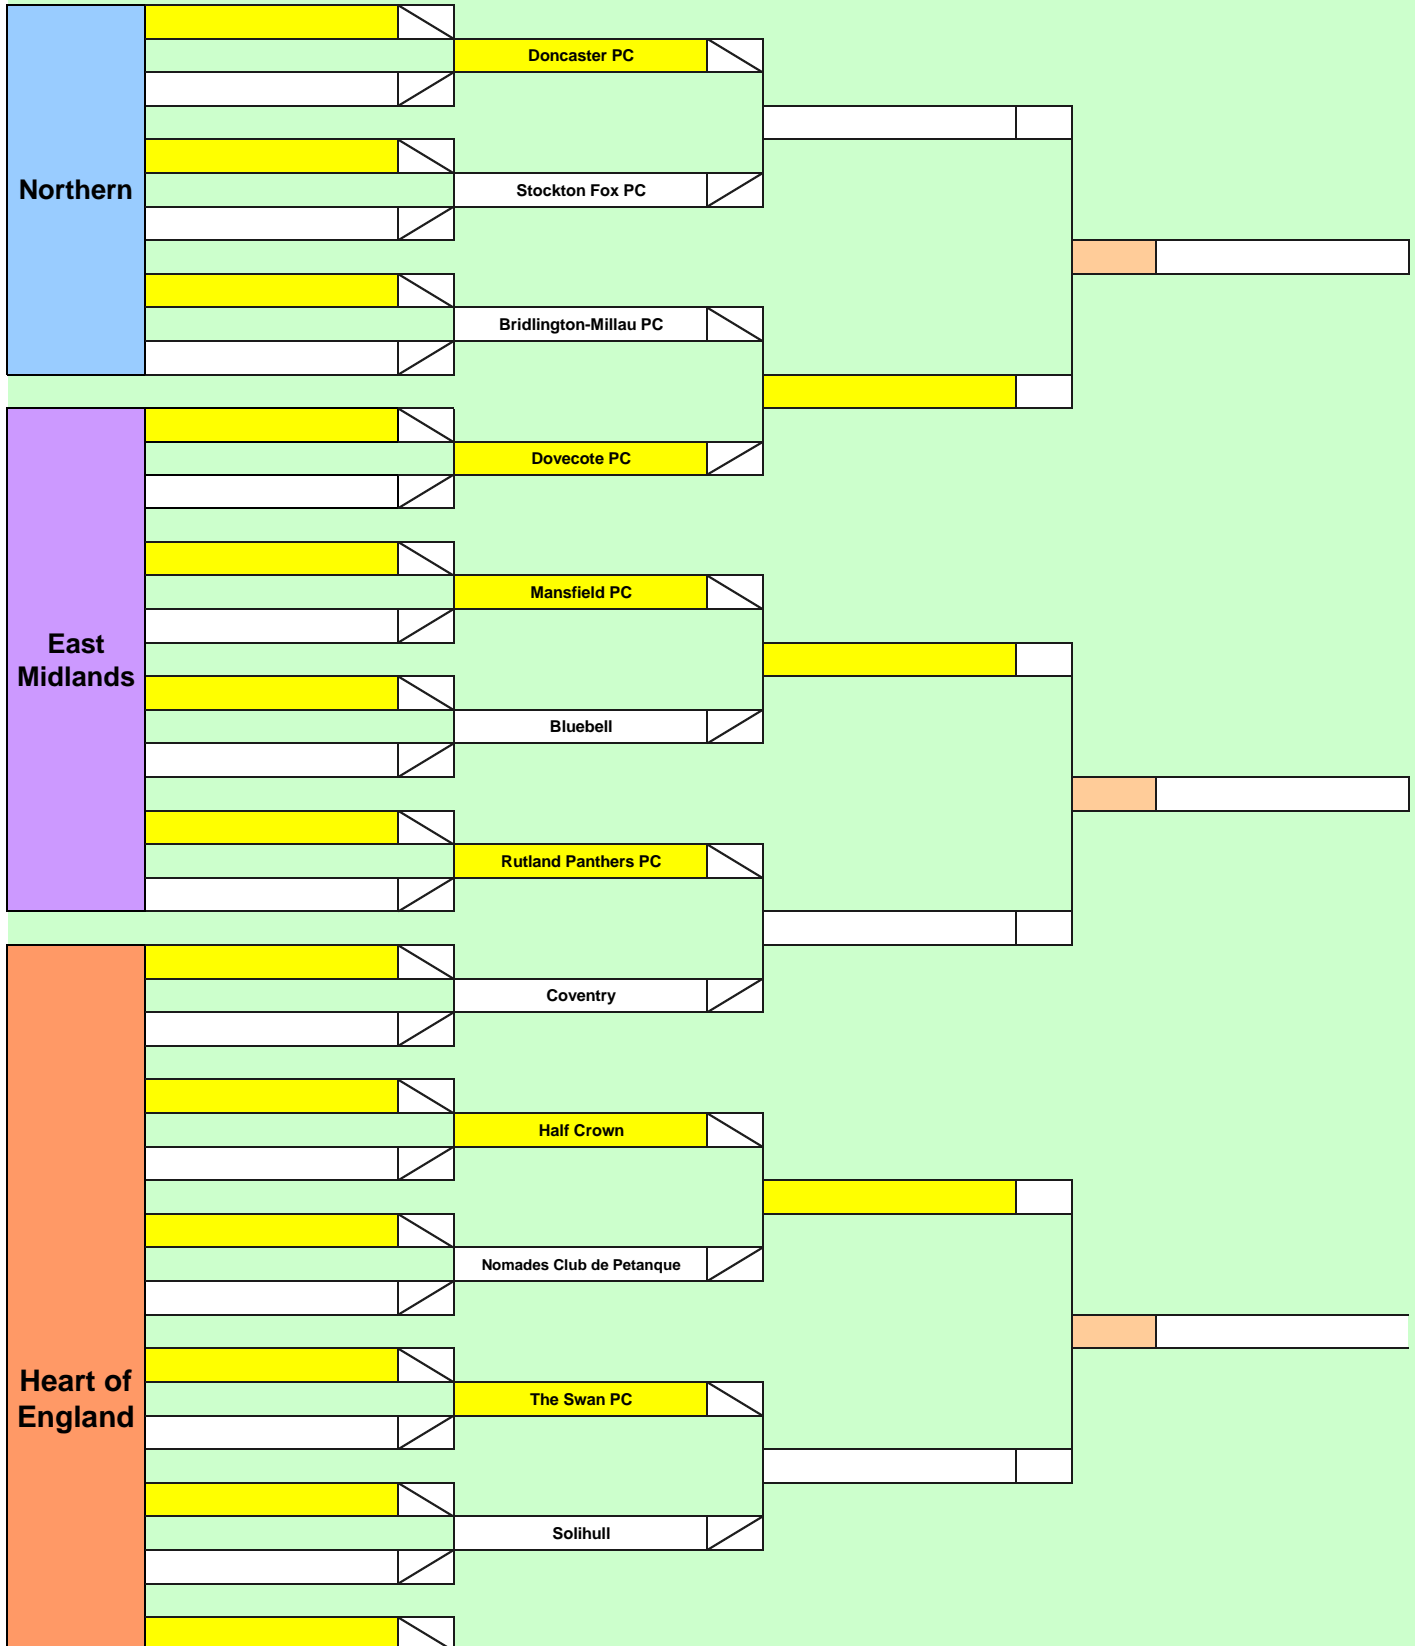 Doncaster PC
Northern
Stockton Fox PC
Bridlington-Millau PC
Dovecote PC
Mansfield PC
East
Midlands
Bluebell
Rutland Panthers PC
Coventry
Half Crown
Nomades Club de Petanque
Heart of
England
The Swan PC
Solihull